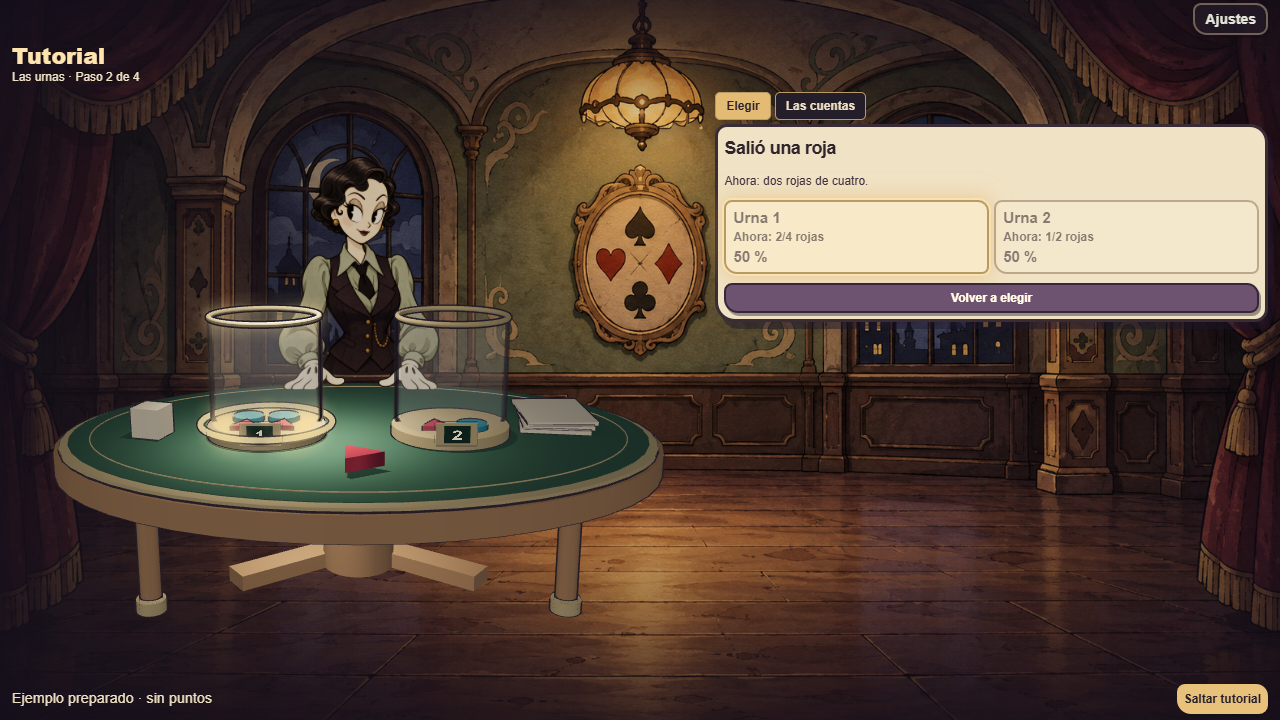 Ajustes
Tutorial
Las urnas · Paso 2 de 4
Elegir
Las cuentas
Salió una roja
Ahora: dos rojas de cuatro.
Urna 1
Ahora: 2/4 rojas
50 %
Urna 2
Ahora: 1/2 rojas
50 %
Volver a elegir
1
2
Ejemplo preparado · sin puntos
Saltar tutorial